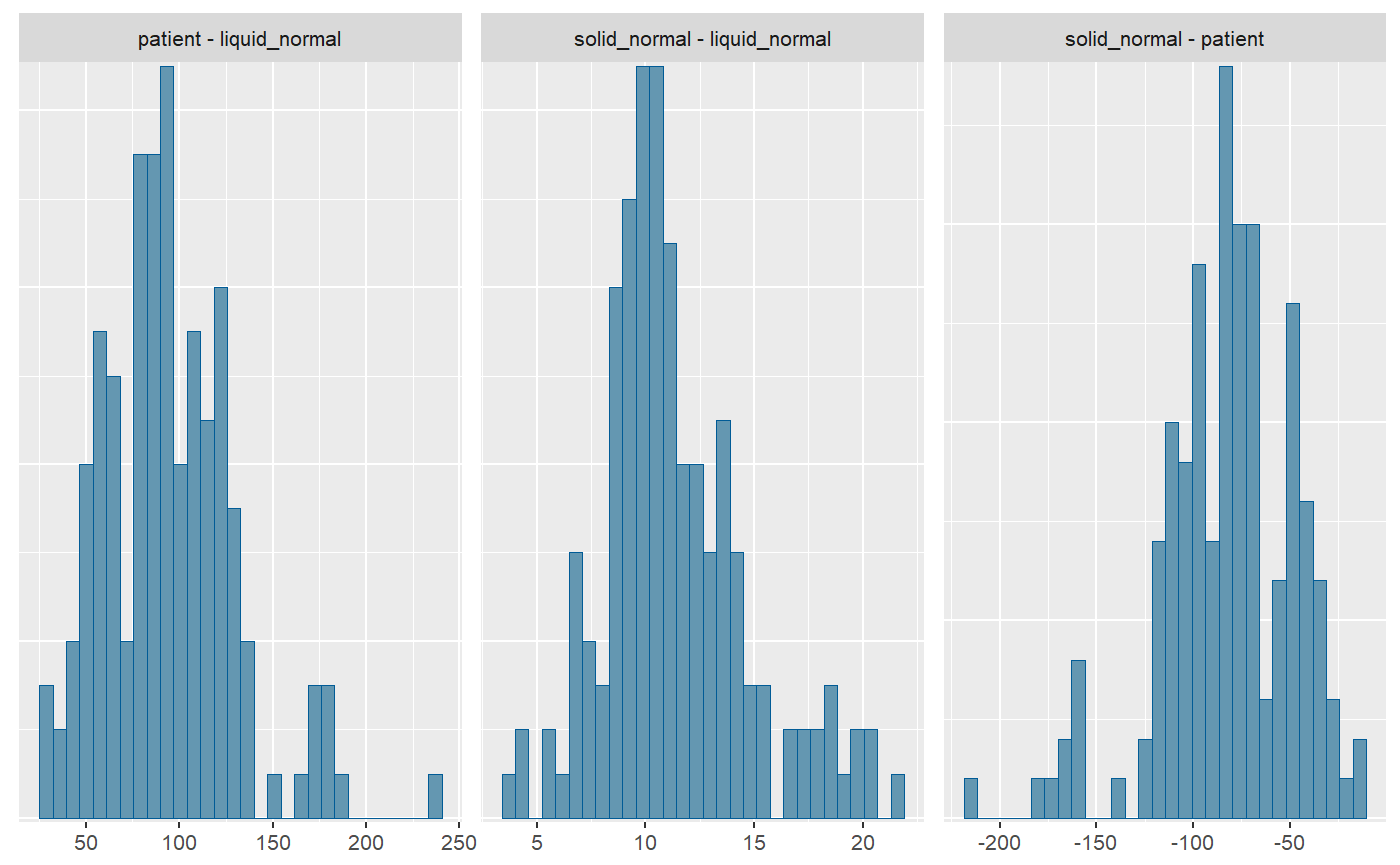 patient - liquid_normal
solid_normal - liquid_normal
solid_normal - patient
50 100 150 200 250
5 10 15 20
-200 -150 -100 -50